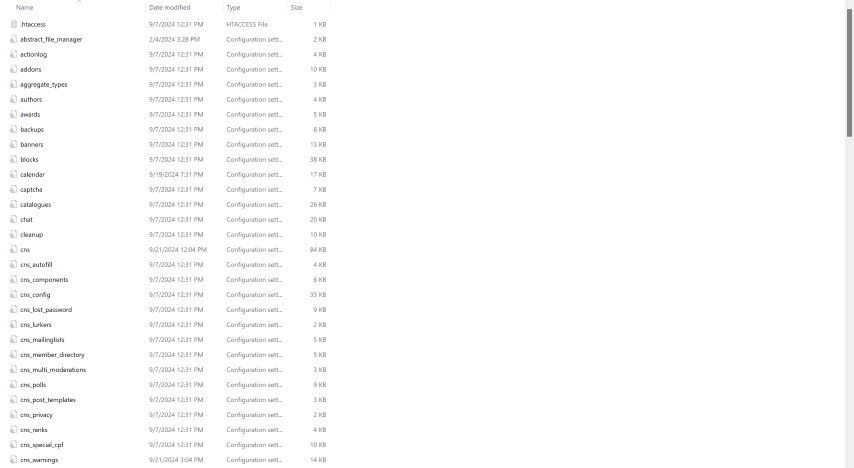 Name Date modified Type Size
.htaccess 9/7/2024 12:31 PM HTACCESS File 1 KB
abstract_file_manager 2/4/2024 3:28 PM Configuration sett... 2 KB
actionlog 9/7/2024 12:31 PM Configuration sett... 4 KB
addons 9/7/2024 12:31 PM Configuration sett... 10 KB
aggregate_types 9/7/2024 12:31 PM Configuration sett... 3 KB
authors 9/7/2024 12:31 PM Configuration sett... 4 KB
awards 9/7/2024 12:31 PM Configuration sett... 5 KB
backups 9/7/2024 12:31 PM Configuration sett... 6 KB
banners 9/7/2024 12:31 PM Configuration sett... 13 KB
blocks 9/7/2024 12:31 PM Configuration sett... 38 KB
calendar 9/19/2024 7:31 PM Configuration sett... 17 KB
captcha 9/7/2024 12:31 PM Configuration sett... 7 KB
catalogues 9/7/2024 12:31 PM Configuration sett... 26 KB
chat 9/7/2024 12:31 PM Configuration sett... 20 KB
cleanup 9/7/2024 12:31 PM Configuration sett... 10 KB
cns 9/21/2024 12:04 PM Configuration sett... 84 KB
cns_autofill 9/7/2024 12:31 PM Configuration sett... 4 KB
cns_components 9/7/2024 12:31 PM Configuration sett... 6 KB
cns_config 9/7/2024 12:31 PM Configuration sett... 33 KB
cns_lost_password 9/7/2024 12:31 PM Configuration sett... 9 KB
cns_lurkers 9/7/2024 12:31 PM Configuration sett... 2 KB
cns_mailinglists 9/7/2024 12:31 PM Configuration sett... 5 KB
cns_member_directory 9/7/2024 12:31 PM Configuration sett... 5 KB
cns_multi_moderations 9/7/2024 12:31 PM Configuration sett... 3 KB
cns_polls 9/7/2024 12:31 PM Configuration sett... 9 KB
cns_post_templates 9/7/2024 12:31 PM Configuration sett... 3 KB
cns_privacy 9/7/2024 12:31 PM Configuration sett... 2 KB
cns_ranks 9/7/2024 12:31 PM Configuration sett... 4 KB
cns_special_cpf 9/7/2024 12:31 PM Configuration sett... 10 KB
cns_warnings 9/21/2024 3:04 PM Configuration sett... 14 KB